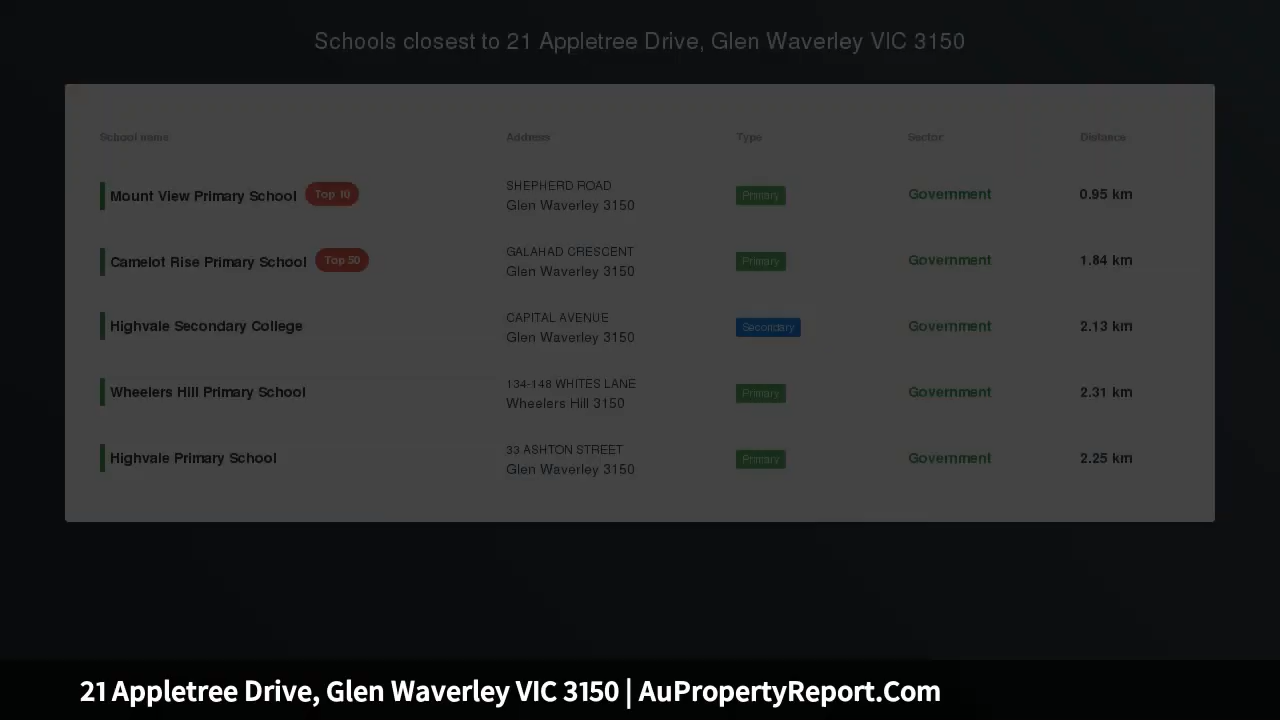 Schools closest to 21 Appletree Drive, Glen Waverley VIC 3150
School name Address Type Sector Distance
Mount View Primary School Top 10 SHEPHERD ROAD Glen Waverley 3150 Primary Government 0.95 km
Camelot Rise Primary School Top 50 GALAHAD CRESCENT Glen Waverley 3150 Primary Government 1.84 km
Highvale Secondary College CAPITAL AVENUE Glen Waverley 3150 Secondary Government 2.13 km
Wheelers Hill Primary School 134-148 WHITES LANE Wheelers Hill 3150 Primary Government 2.31 km
Highvale Primary School 33 ASHTON STREET Glen Waverley 3150 Primary Government 2.25 km
21 Appletree Drive, Glen Waverley VIC 3150 | AuPropertyReport.Com